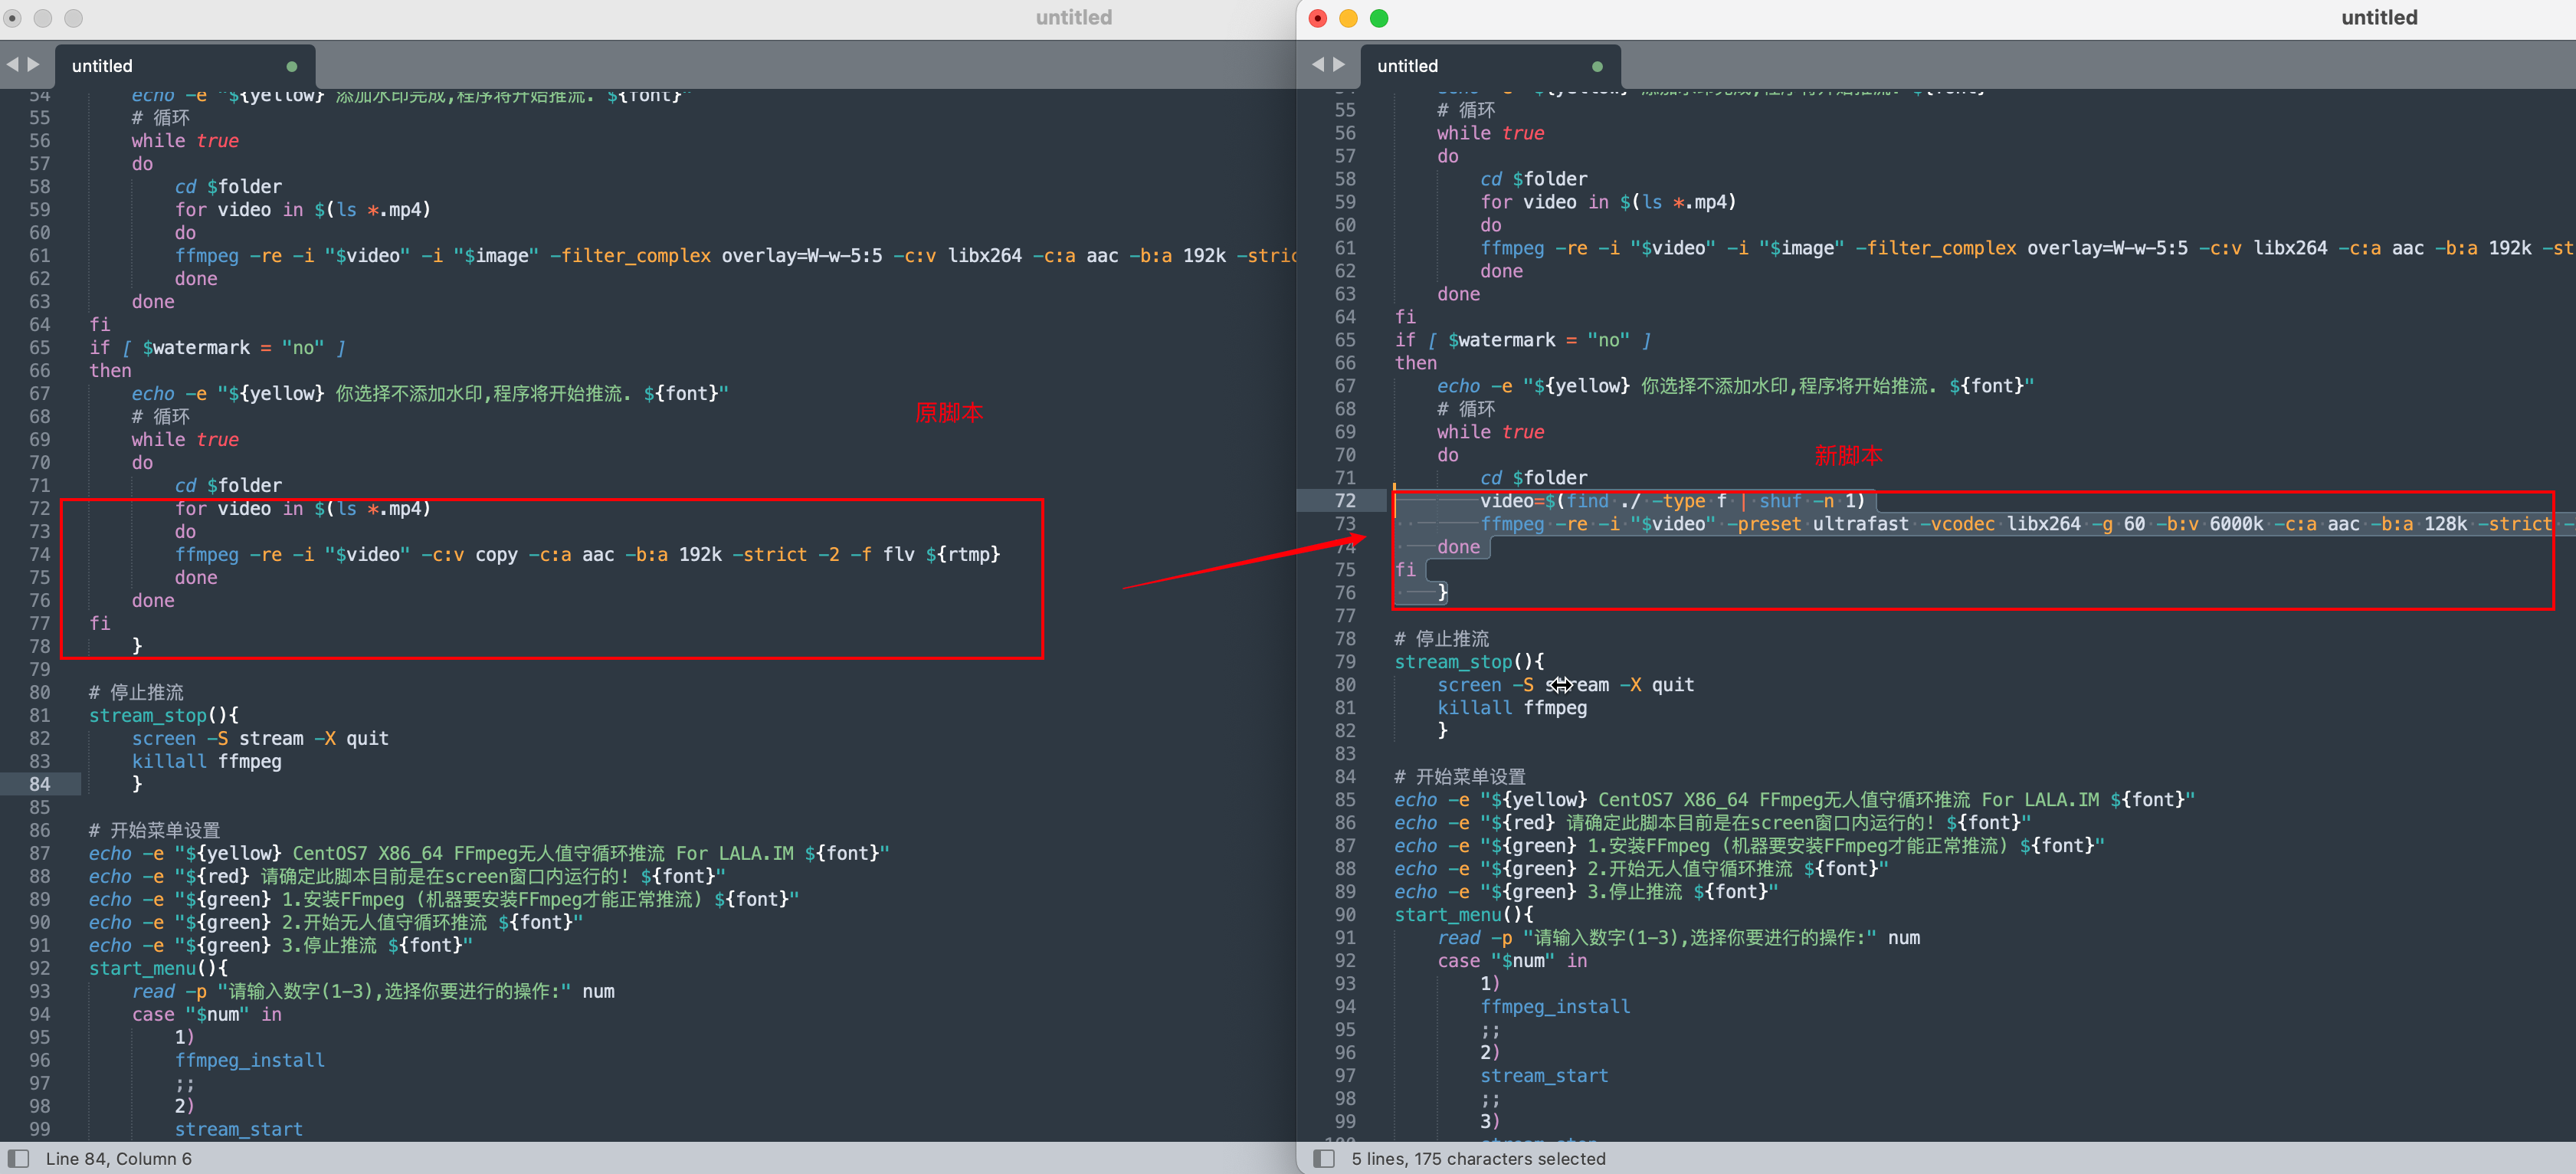 untitled
untitled
54 echo -e "${yellow} 添加水印完成,程序将开始推流. ${font}"
55 # 循环
56 while true
57 do
58 cd $folder
59 for video in $(ls *.mp4)
60 do
61 ffmpeg -re -i "$video" -i "$image" -filter_complex overlay=W-w-5:5 -c:v libx264 -c:a aac -b:a 192k -stric
62 done
63 done
64 fi
65 if [ $watermark = "no" ]
66 then
67 echo -e "${yellow} 你选择不添加水印,程序将开始推流. ${font}"
68 # 循环
原脚本
69 while true
70 do
71 cd $folder
72 for video in $(ls *.mp4)
73 do
74 ffmpeg -re -i "$video" -c:v copy -c:a aac -b:a 192k -strict -2 -f flv ${rtmp}
75 done
76 done
77 fi
78 }
79
80 # 停止推流
81 stream_stop(){
82 screen -S stream -X quit
83 killall ffmpeg
84 }
85
86 # 开始菜单设置
87 echo -e "${yellow} CentOS7 X86_64 FFmpeg无人值守循环推流 For LALA.IM ${font}"
88 echo -e "${red} 请确定此脚本目前是在screen窗口内运行的! ${font}"
89 echo -e "${green} 1.安装FFmpeg (机器要安装FFmpeg才能正常推流) ${font}"
90 echo -e "${green} 2.开始无人值守循环推流 ${font}"
91 echo -e "${green} 3.停止推流 ${font}"
92 start_menu(){
93 read -p "请输入数字(1-3),选择你要进行的操作:" num
94 case "$num" in
95 1)
96 ffmpeg_install
97 ;;
98 2)
99 stream_start
Line 84, Column 6
untitled
untitled
55 # 循环
56 while true
57 do
58 cd $folder
59 for video in $(ls *.mp4)
60 do
61 ffmpeg -re -i "$video" -i "$image" -filter_complex overlay=W-w-5:5 -c:v libx264 -c:a aac -b:a 192k -st
62 done
63 done
64 fi
65 if [ $watermark = "no" ]
66 then
67 echo -e "${yellow} 你选择不添加水印,程序将开始推流. ${font}"
68 # 循环
69 while true
70 do
新脚本
71 cd $folder
72 video=$(find ./ -type f | shuf -n 1)
73 ffmpeg -re -i "$video" -preset ultrafast -vcodec libx264 -g 60 -b:v 6000k -c:a aac -b:a 128k -strict -
74 done
75 fi
76 }
77
78 # 停止推流
79 stream_stop(){
80 screen -S stream -X quit
81 killall ffmpeg
82 }
83
84 # 开始菜单设置
85 echo -e "${yellow} CentOS7 X86_64 FFmpeg无人值守循环推流 For LALA.IM ${font}"
86 echo -e "${red} 请确定此脚本目前是在screen窗口内运行的! ${font}"
87 echo -e "${green} 1.安装FFmpeg (机器要安装FFmpeg才能正常推流) ${font}"
88 echo -e "${green} 2.开始无人值守循环推流 ${font}"
89 echo -e "${green} 3.停止推流 ${font}"
90 start_menu(){
91 read -p "请输入数字(1-3),选择你要进行的操作:" num
92 case "$num" in
93 1)
94 ffmpeg_install
95 ;;
96 2)
97 stream_start
98 ;;
99 3)
5 lines, 175 characters selected